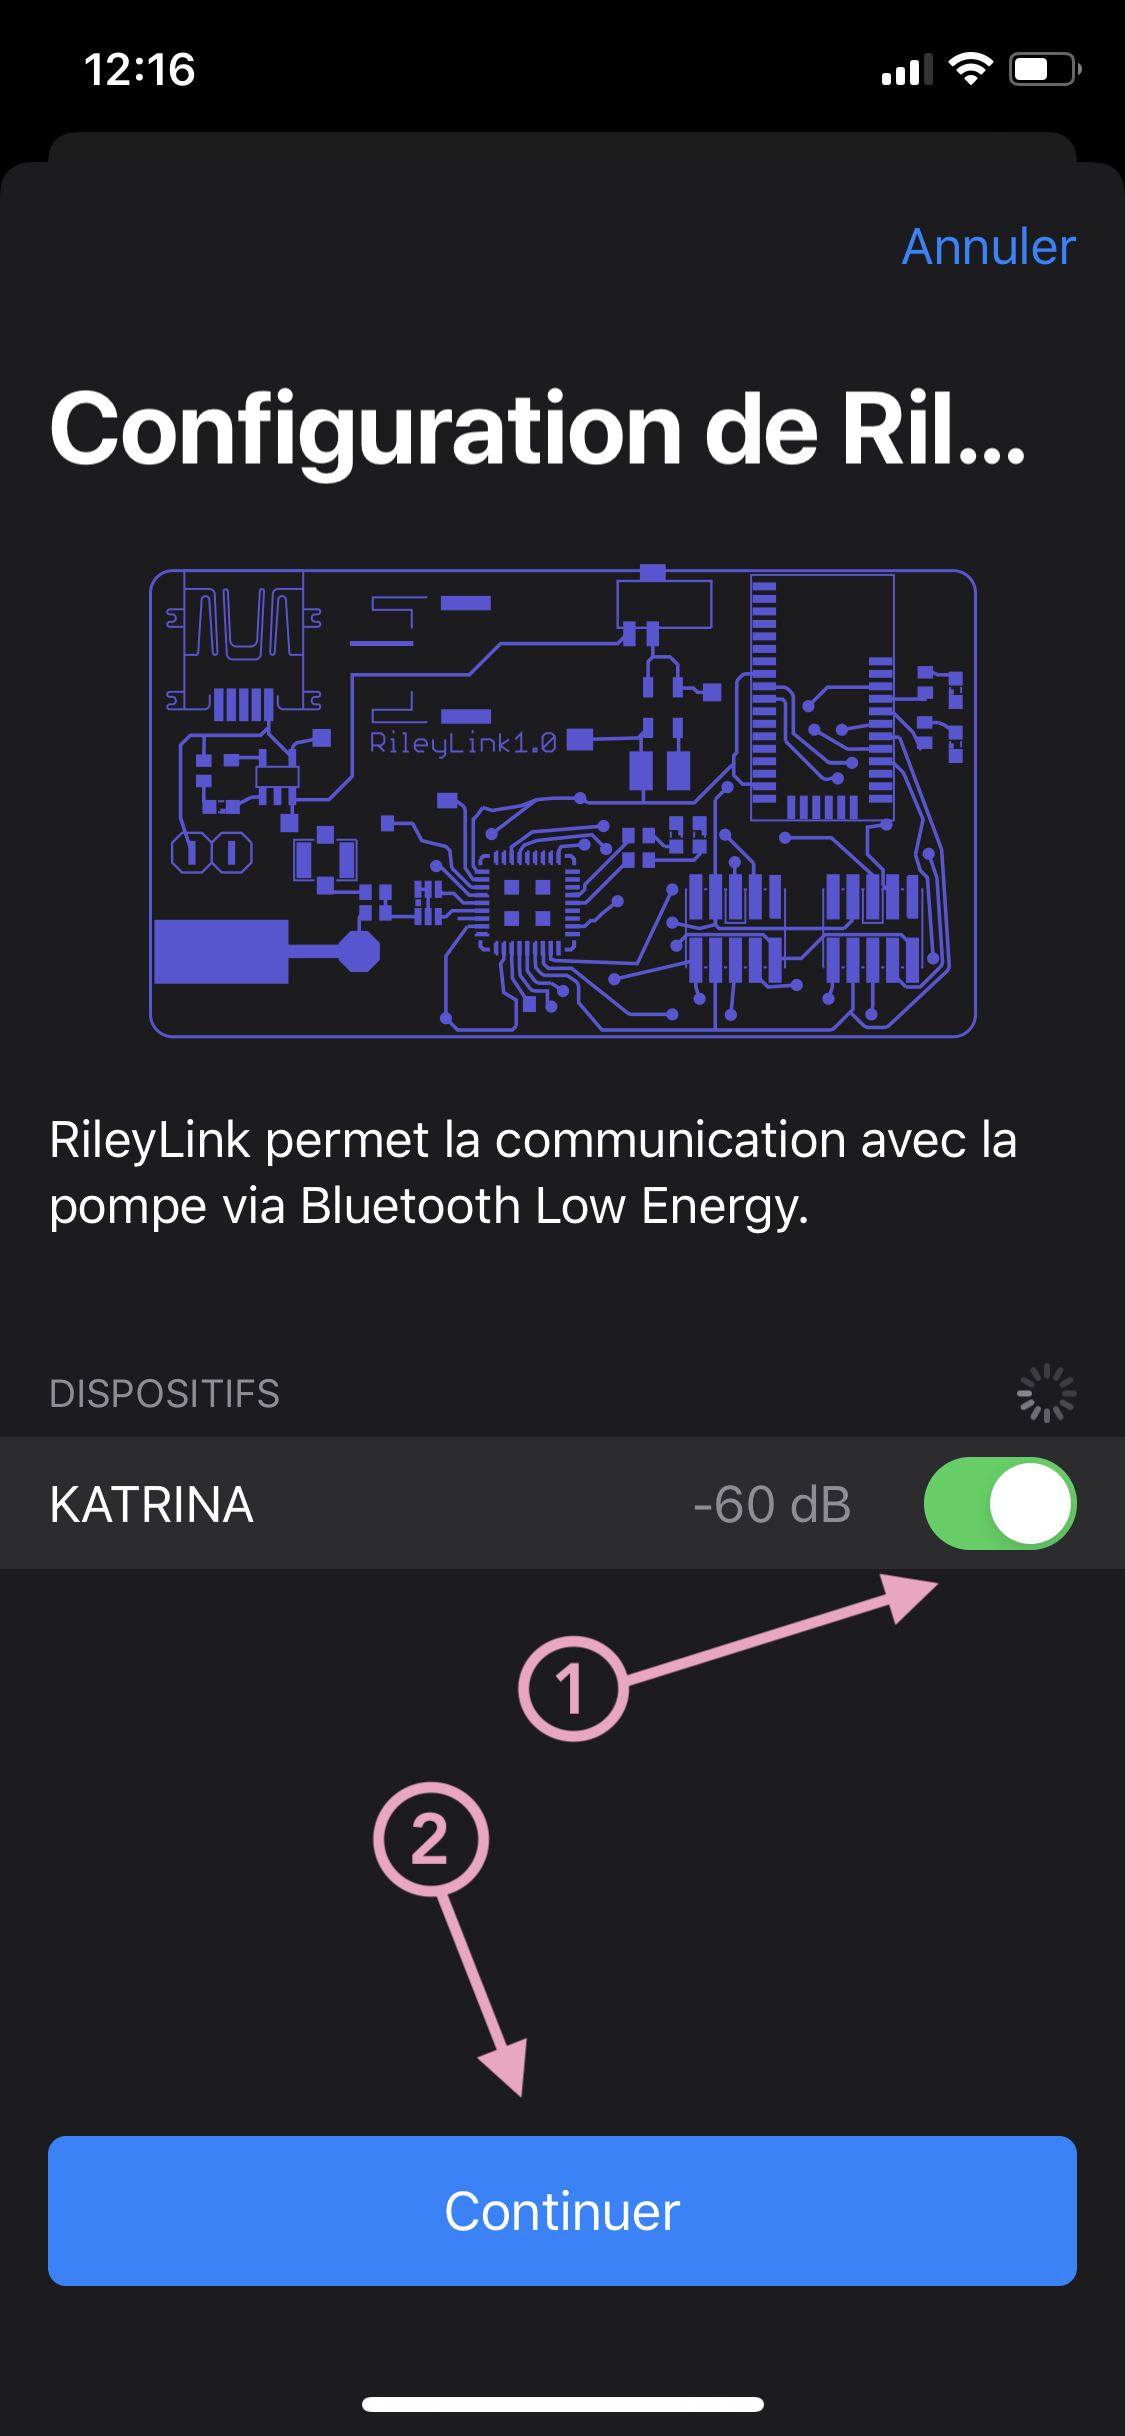 12:16
Annuler
Configuration de Ril...
RileyLink1.0
RileyLink permet la communication avec la
pompe via Bluetooth Low Energy.
DISPOSITIFS
KATRINA -60 dB
1
2
Continuer